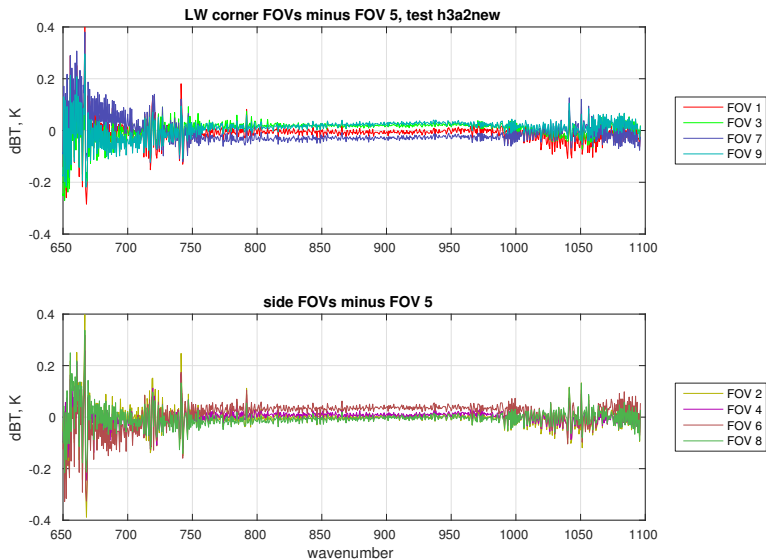 LW corner FOVs minus FOV 5, test h3a2new
0.4
0.2
0
-0.2
-0.4
dBT, K
650 700 750 800 850 900 950 1000 1050 1100
FOV 1
FOV 3
FOV 7
FOV 9
side FOVs minus FOV 5
0.4
0.2
0
-0.2
-0.4
dBT, K
650 700 750 800 850 900 950 1000 1050 1100
wavenumber
FOV 2
FOV 4
FOV 6
FOV 8